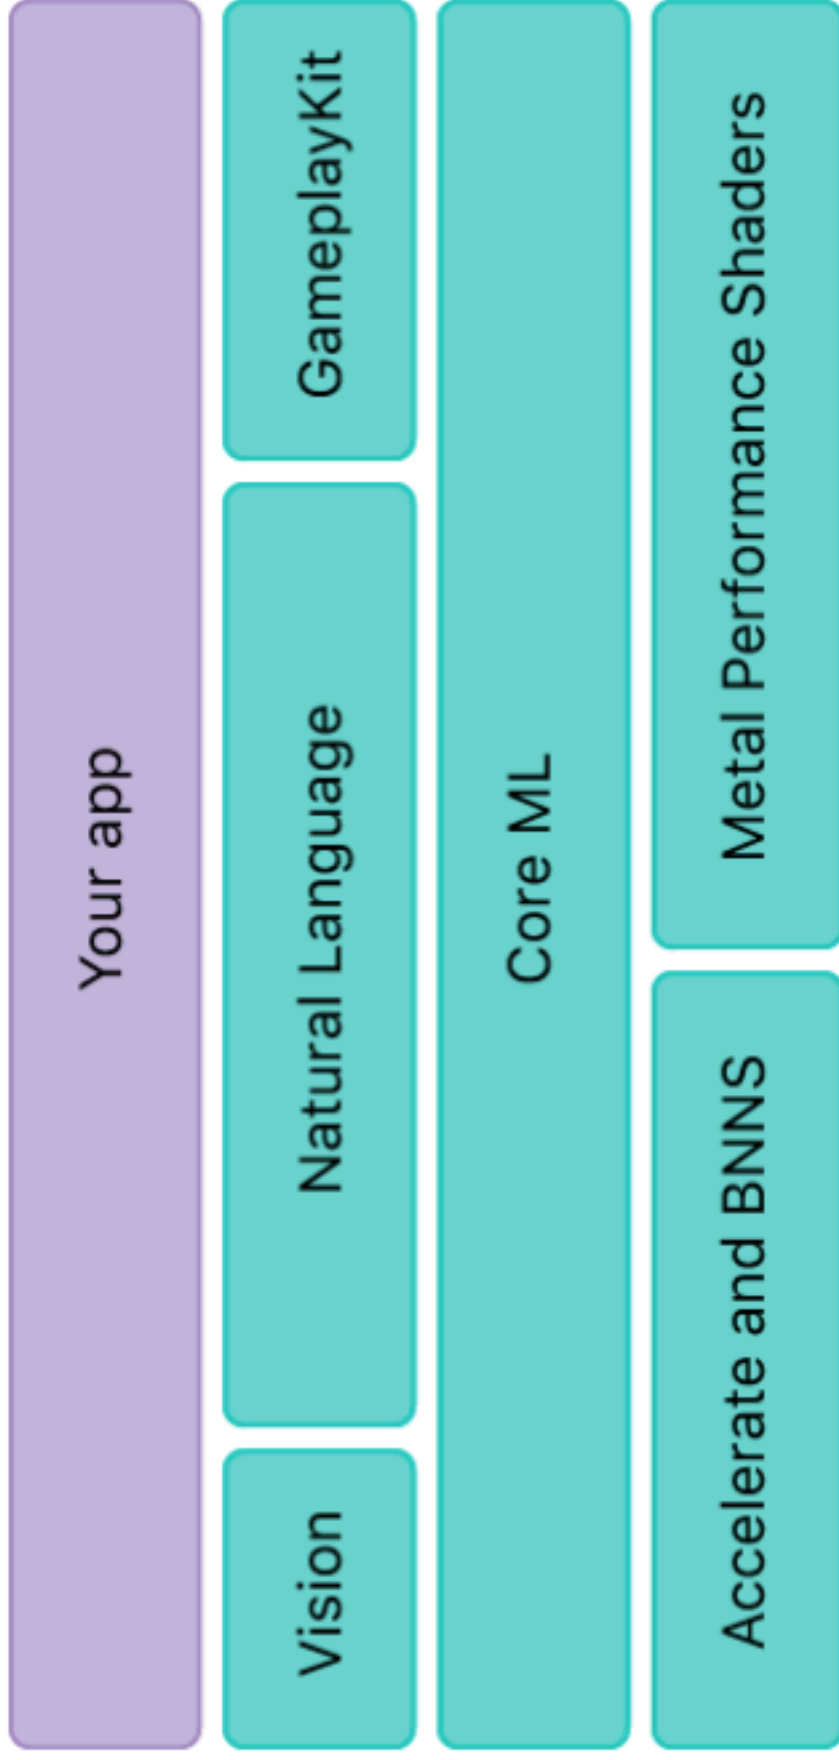 Your app
Vision
Natural Language
GameplayKit
Core ML
Accelerate and BNNS
Metal Performance Shaders